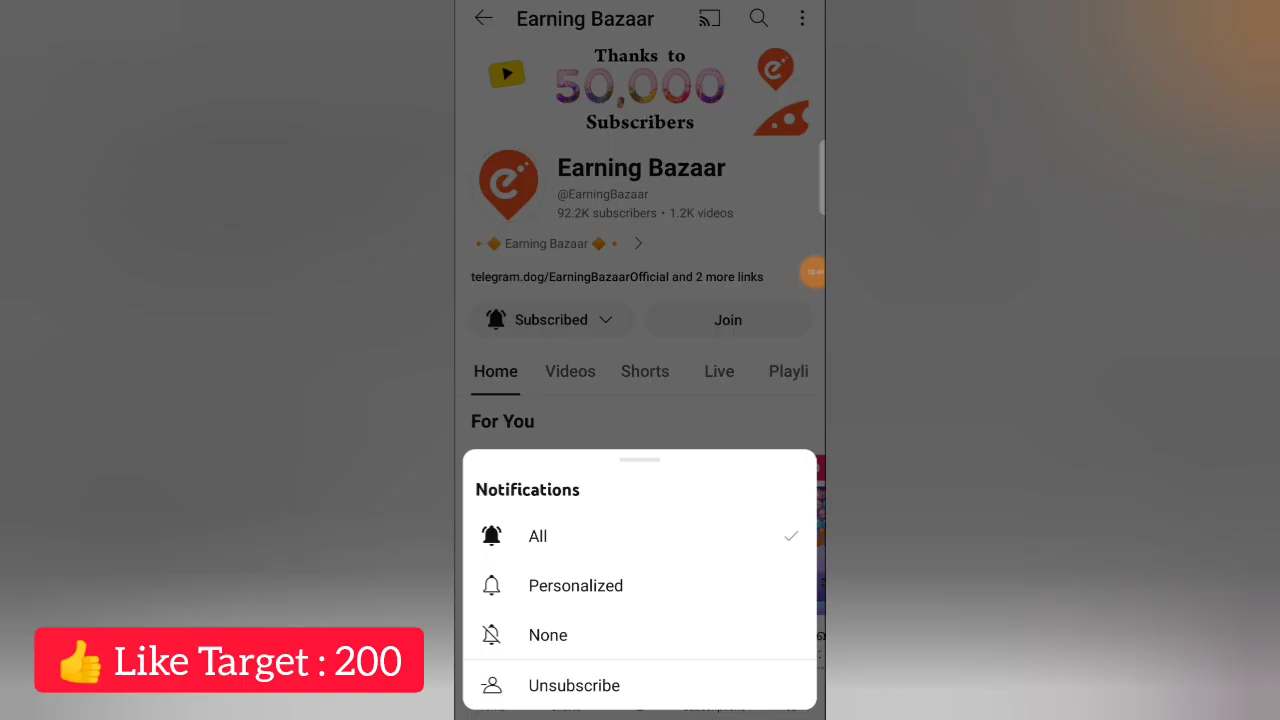 Earning Bazaar
Thanks to
50,000
Subscribers
Earning Bazaar
@EarningBazaar
92.2K subscribers • 1.2K videos
🔸🔶 Earning Bazaar 🔶🔸
telegram.dog/EarningBazaarOfficial and 2 more links
Subscribed
Join
Home Videos Shorts Live Playli
For You
Notifications
All
Personalized
None
👍 Like Target : 200
Unsubscribe